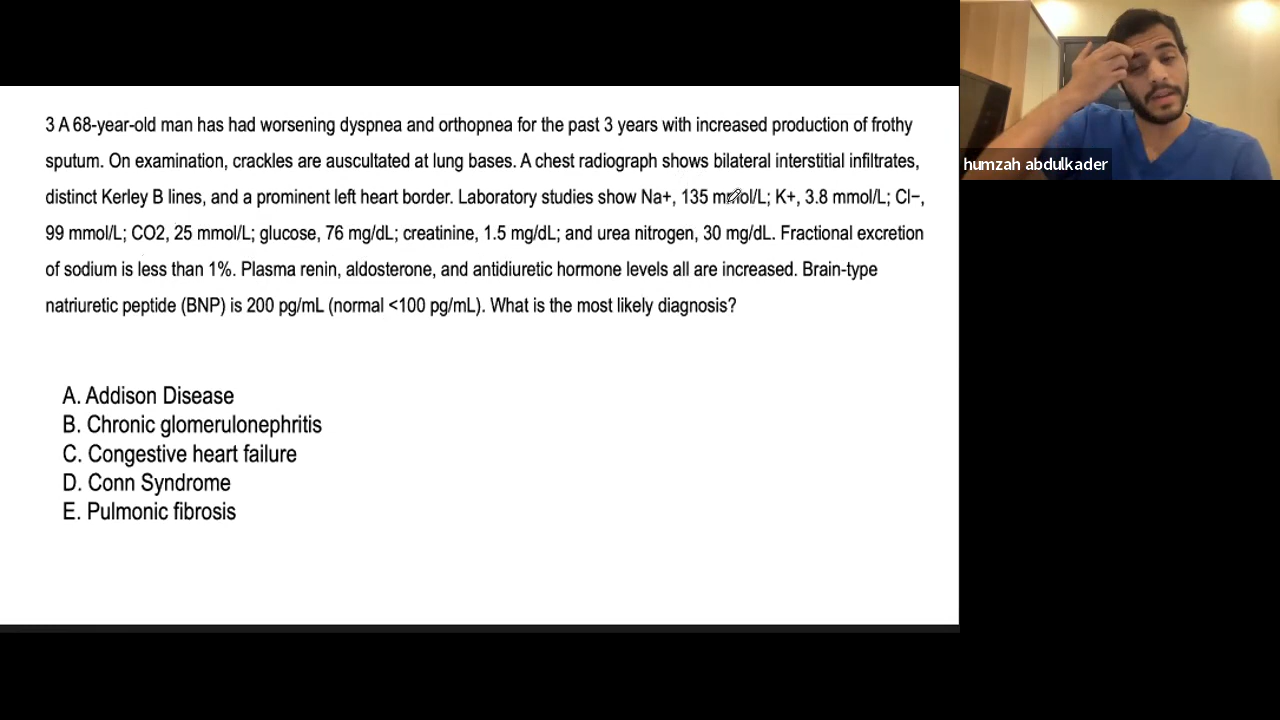 3 A 68-year-old man has had worsening dyspnea and orthopnea for the past 3 years with increased production of frothy
sputum. On examination, crackles are auscultated at lung bases. A chest radiograph shows bilateral interstitial infiltrates,
distinct Kerley B lines, and a prominent left heart border. Laboratory studies show Na+, 135 mmol/L; K+, 3.8 mmol/L; Cl−,
99 mmol/L; CO2, 25 mmol/L; glucose, 76 mg/dL; creatinine, 1.5 mg/dL; and urea nitrogen, 30 mg/dL. Fractional excretion
of sodium is less than 1%. Plasma renin, aldosterone, and antidiuretic hormone levels all are increased. Brain-type
natriuretic peptide (BNP) is 200 pg/mL (normal <100 pg/mL). What is the most likely diagnosis?
A. Addison Disease
B. Chronic glomerulonephritis
C. Congestive heart failure
D. Conn Syndrome
E. Pulmonic fibrosis
humzah abdulkader